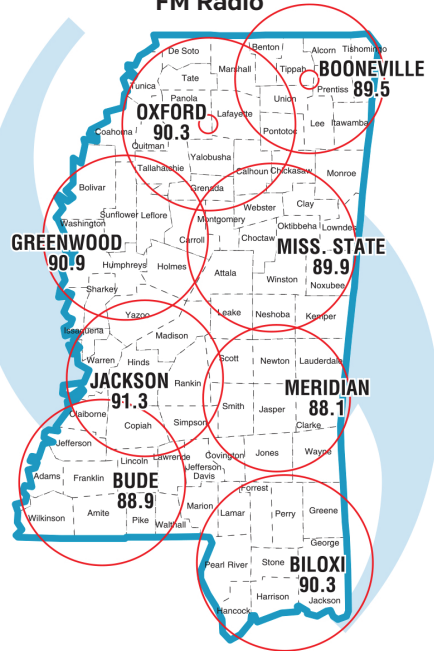 FM Radio
De Soto
Benton
Alcorn
Tishomingo
Marshall
Tippah
BOONEVILLE
89.5
Tate
Tunica
Prentiss
Panola
Union
OXFORD
90.3
Lafayette
Lee
Itawamba
Coahoma
Pontotoc
Quitman
Yalobusha
Tallahatchie
Calhoun
Chickasaw
Monroe
Bolivar
Grenada
Clay
Webster
Sunflower
Leflore
Montgomery
Washington
Oktibbeha
Lowndes
GREENWOOD
90.9
Carroll
Choctaw
MISS. STATE
89.9
Humphreys
Holmes
Attala
Winston
Noxubee
Sharkey
Yazoo
Leake
Neshoba
Kemper
Issaquena
Madison
Warren
Hinds
Scott
Newton
Lauderdale
JACKSON
91.3
Rankin
MERIDIAN
88.1
Smith
Jasper
Claiborne
Copiah
Simpson
Clarke
Jefferson
Lincoln
Lawrence
Covington
Jones
Wayne
Jefferson
Davis
Adams
Franklin
BUDE
88.9
Forrest
Marion
Lamar
Perry
Greene
Wilkinson
Amite
Pike
Walthall
George
Pearl River
Stone
BILOXI
90.3
Harrison
Jackson
Hancock